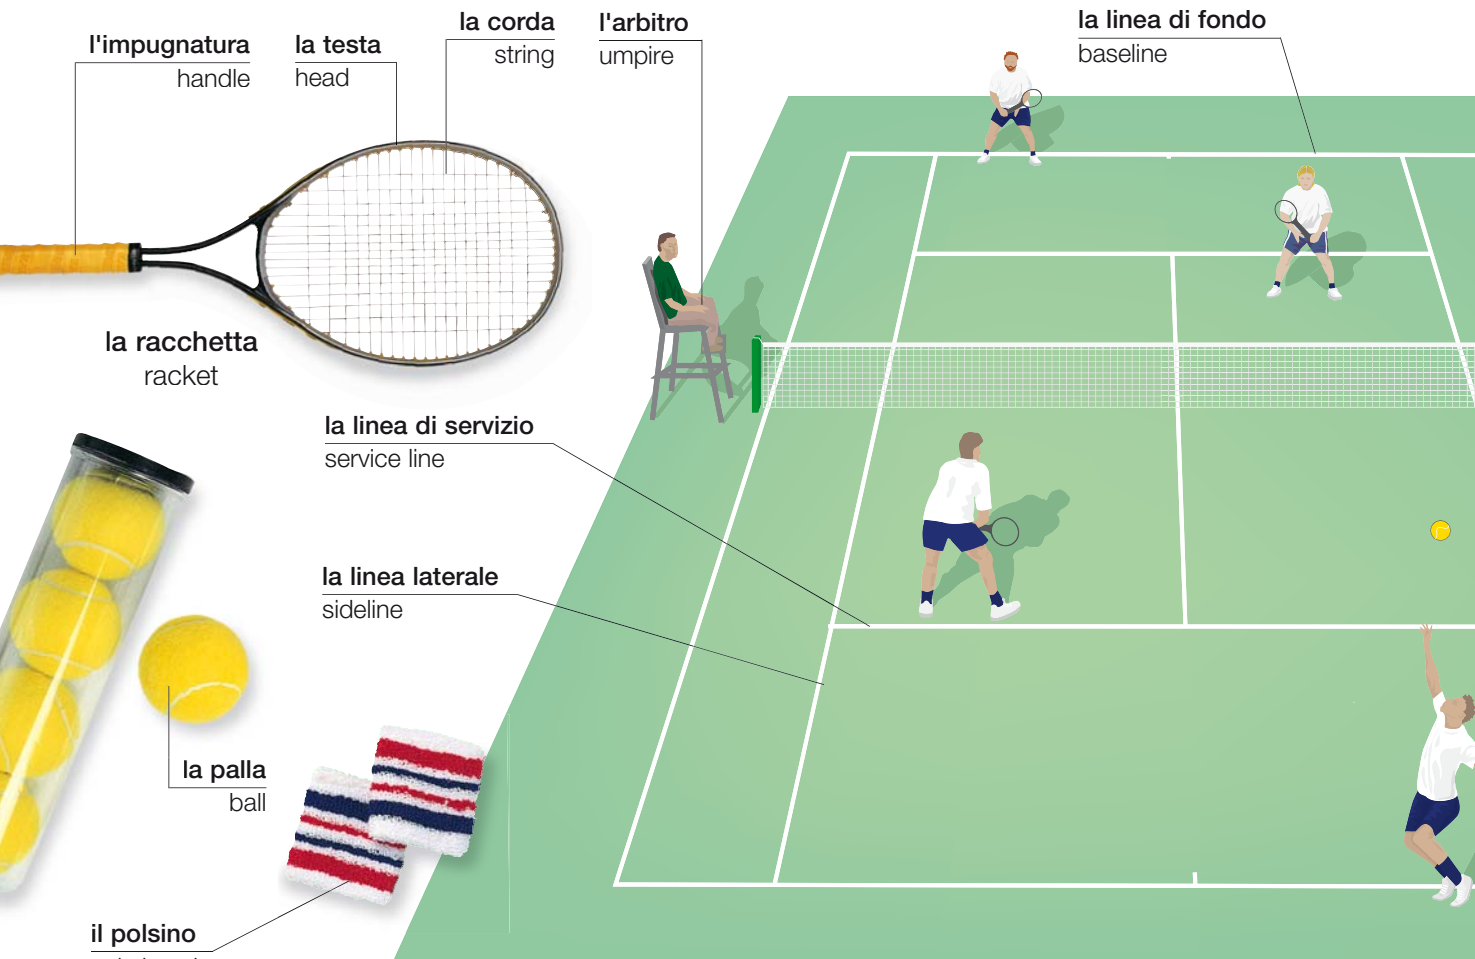 l'impugnatura
handle
la testa
head
la corda
string
l'arbitro
umpire
la linea di fondo
baseline
la racchetta
racket
la linea di servizio
service line
la linea laterale
sideline
la palla
ball
il polsino